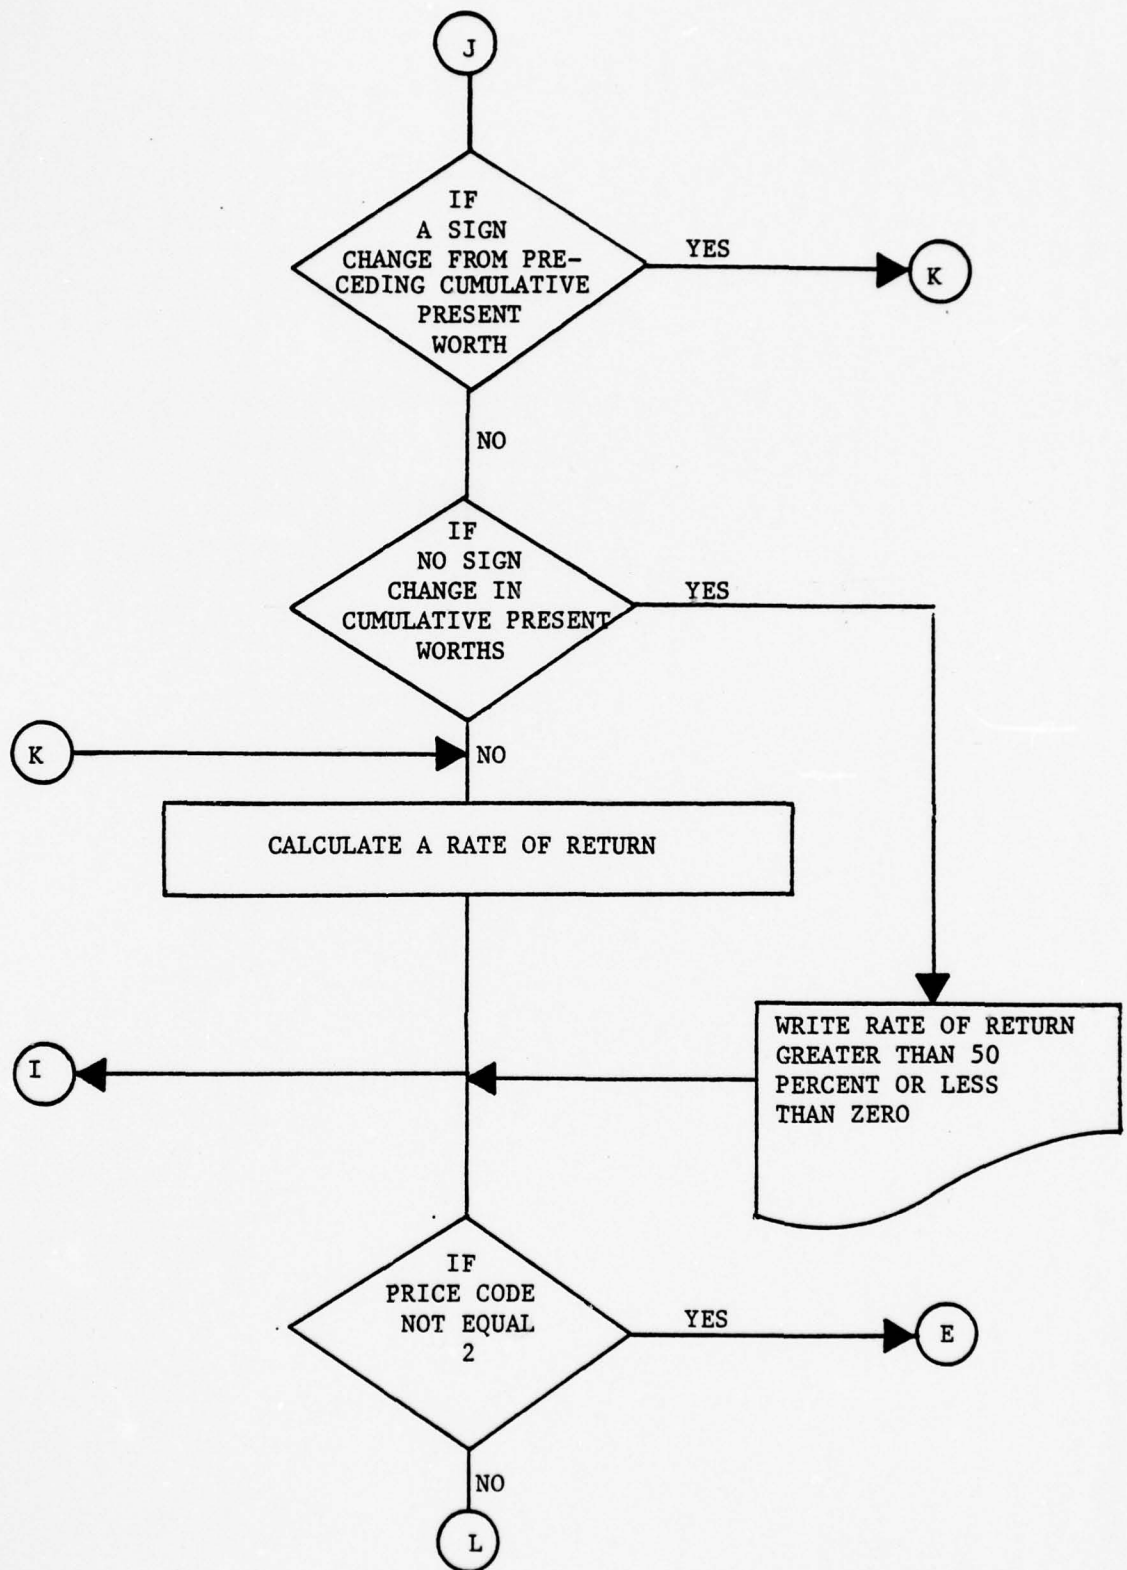 J
IF
A SIGN
CHANGE FROM PRE-
CEDING CUMULATIVE
PRESENT
WORTH
YES
K
NO
IF
NO SIGN
CHANGE IN
CUMULATIVE PRESENT
WORTHS
YES
K
NO
CALCULATE A RATE OF RETURN
I
WRITE RATE OF RETURN
GREATER THAN 50
PERCENT OR LESS
THAN ZERO
IF
PRICE CODE
NOT EQUAL
2
YES
E
NO
L